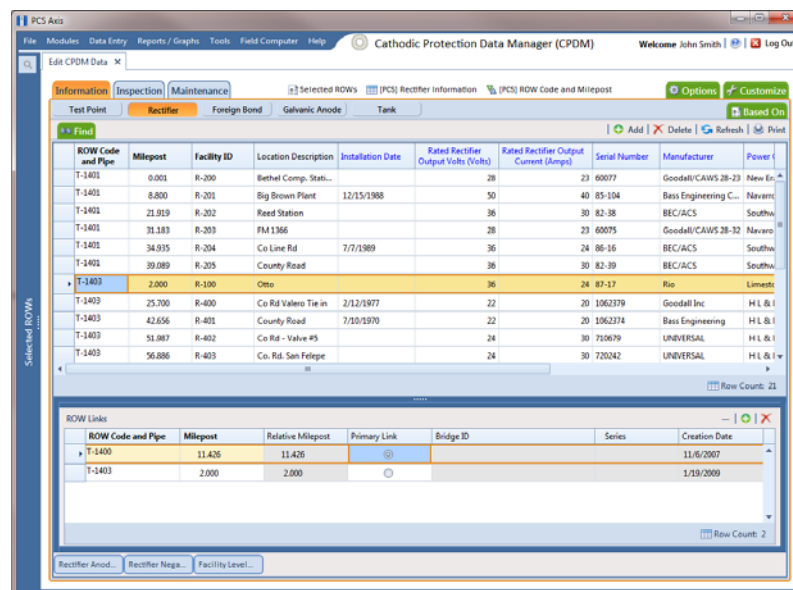 PCS Axis
File Modules Data Entry Reports / Graphs Tools Field Computer Help Cathodic Protection Data Manager (CPDM) Welcome John Smith Log Ou
Edit CPDM Data
Information Inspection Maintenance Selected ROWs [PCS] Rectifier Information [PCS] ROW Code and Milepost Options Customize
Test Point Rectifier Foreign Bond Galvanic Anode Tank Based On
Find Add Delete Refresh Print
ROW Code and Pipe Milepost Facility ID Location Description Installation Date Rated Rectifier Output Volts (Volts) Rated Rectifier Output Current (Amps) Serial Number Manufacturer Power
T-1401 0.001 R-200 Bethel Comp. Stati... 28 23 60077 Goodall/CAWS 28-23 New Er
T-1401 8.800 R-201 Big Brown Plant 12/15/1988 50 40 85-104 Bass Engineering C... Navarro
T-1401 21.919 R-202 Reed Station 36 30 82-38 BEC/ACS Southw
T-1401 31.183 R-203 FM 1366 28 23 60075 Goodall/CAWS 28-32 Navaro
T-1401 34.935 R-204 Co Line Rd 7/7/1989 36 24 86-16 BEC/ACS Southw
T-1401 39.089 R-205 County Road 36 30 82-39 BEC/ACS Southw
T-1403 2.000 R-100 Otto 36 24 87-17 Rio Limesto
T-1403 25.700 R-400 Co Rd Valero Tie in 2/12/1977 22 20 1062379 Goodall Inc H L & I
T-1403 42.656 R-401 County Road 7/10/1970 22 20 1062374 Bass Engineering H L & I
T-1403 51.987 R-402 Co Rd - Valve #5 24 30 710679 UNIVERSAL H L & I
T-1403 56.886 R-403 Co. Rd. San Felepe 24 30 720242 UNIVERSAL H L & I
Row Count: 21
Selected ROWs
ROW Links
ROW Code and Pipe Milepost Relative Milepost Primary Link Bridge ID Series Creation Date
T-1400 11.426 11.426 11/6/2007
T-1403 2.000 2.000 1/19/2009
Row Count: 2
Rectifier Anod... Rectifier Nega... Facility Level...